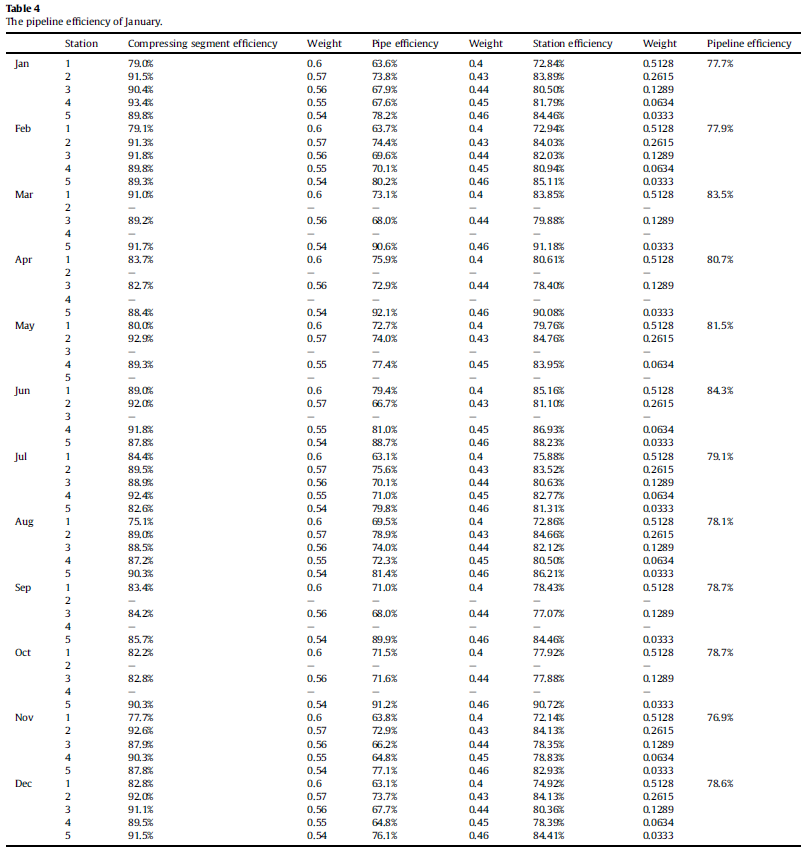 Table 4
The pipeline efficiency of January.
Station Compressing segment efficiency Weight Pipe efficiency Weight Station efficiency Weight Pipeline efficiency
Jan 1 79.0% 0.6 63.6% 0.4 72.84% 0.5128 77.7%
2 91.5% 0.57 73.8% 0.43 83.89% 0.2615
3 90.4% 0.56 67.9% 0.44 80.50% 0.1289
4 93.4% 0.55 67.6% 0.45 81.79% 0.0634
5 89.8% 0.54 78.2% 0.46 84.46% 0.0333
Feb 1 79.1% 0.6 63.7% 0.4 72.94% 0.5128 77.9%
2 91.3% 0.57 74.4% 0.43 84.03% 0.2615
3 91.8% 0.56 69.6% 0.44 82.03% 0.1289
4 89.8% 0.55 70.1% 0.45 80.94% 0.0634
5 89.3% 0.54 80.2% 0.46 85.11% 0.0333
Mar 1 91.0% 0.6 73.1% 0.4 83.85% 0.5128 83.5%
2 – – – – – –
3 89.2% 0.56 68.0% 0.44 79.88% 0.1289
4 – – – – – –
5 91.7% 0.54 90.6% 0.46 91.18% 0.0333
Apr 1 83.7% 0.6 75.9% 0.4 80.61% 0.5128 80.7%
2 – – – – – –
3 82.7% 0.56 72.9% 0.44 78.40% 0.1289
4 – – – – – –
5 88.4% 0.54 92.1% 0.46 90.08% 0.0333
May 1 80.0% 0.6 72.7% 0.4 79.76% 0.5128 81.5%
2 92.9% 0.57 74.0% 0.43 84.76% 0.2615
3 – – – – – –
4 89.3% 0.55 77.4% 0.45 83.95% 0.0634
5 – – – – – –
Jun 1 89.0% 0.6 79.4% 0.4 85.16% 0.5128 84.3%
2 92.0% 0.57 66.7% 0.43 81.10% 0.2615
3 – – – – – –
4 91.8% 0.55 81.0% 0.45 86.93% 0.0634
5 87.8% 0.54 88.7% 0.46 88.23% 0.0333
Jul 1 84.4% 0.6 63.1% 0.4 75.88% 0.5128 79.1%
2 89.5% 0.57 75.6% 0.43 83.52% 0.2615
3 88.9% 0.56 70.1% 0.44 80.63% 0.1289
4 92.4% 0.55 71.0% 0.45 82.77% 0.0634
5 82.6% 0.54 79.8% 0.46 81.31% 0.0333
Aug 1 75.1% 0.6 69.5% 0.4 72.86% 0.5128 78.1%
2 89.0% 0.57 78.9% 0.43 84.66% 0.2615
3 88.5% 0.56 74.0% 0.44 82.12% 0.1289
4 87.2% 0.55 72.3% 0.45 80.50% 0.0634
5 90.3% 0.54 81.4% 0.46 86.21% 0.0333
Sep 1 83.4% 0.6 71.0% 0.4 78.43% 0.5128 78.7%
2 – – – – – –
3 84.2% 0.56 68.0% 0.44 77.07% 0.1289
4 – – – – – –
5 85.7% 0.54 89.9% 0.46 84.46% 0.0333
Oct 1 82.2% 0.6 71.5% 0.4 77.92% 0.5128 78.7%
2 – – – – – –
3 82.8% 0.56 71.6% 0.44 77.88% 0.1289
4 – – – – – –
5 90.3% 0.54 91.2% 0.46 90.72% 0.0333
Nov 1 77.7% 0.6 63.8% 0.4 72.14% 0.5128 76.9%
2 92.6% 0.57 72.9% 0.43 84.13% 0.2615
3 87.9% 0.56 66.2% 0.44 78.35% 0.1289
4 90.3% 0.55 64.8% 0.45 78.83% 0.0634
5 87.8% 0.54 77.1% 0.46 82.93% 0.0333
Dec 1 82.8% 0.6 63.1% 0.4 74.92% 0.5128 78.6%
2 92.0% 0.57 73.7% 0.43 84.13% 0.2615
3 91.1% 0.56 67.7% 0.44 80.36% 0.1289
4 89.5% 0.55 64.8% 0.45 78.39% 0.0634
5 91.5% 0.54 76.1% 0.46 84.41% 0.0333